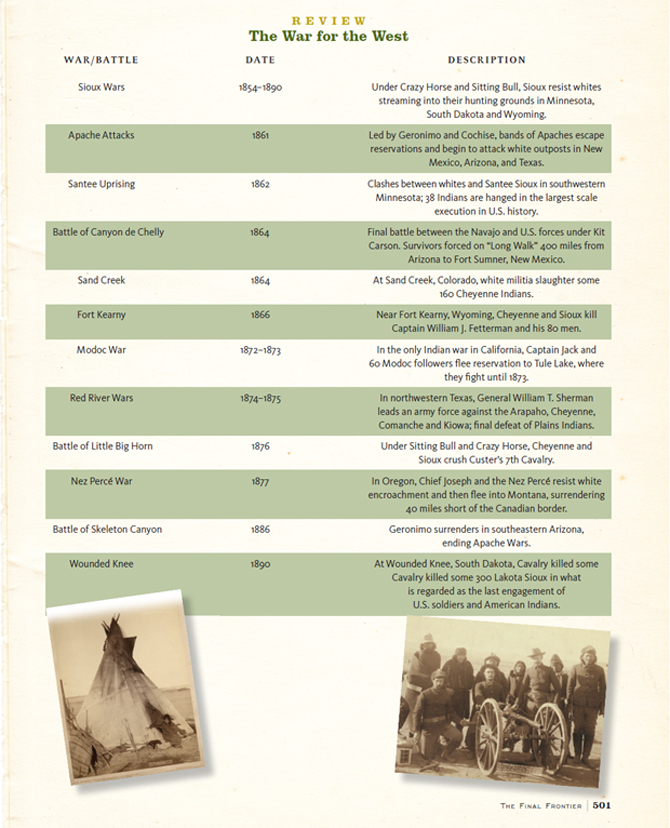 REVIEW
The War for the West
WAR/BATTLE DATE DESCRIPTION
Sioux Wars 1854–1890 Under Crazy Horse and Sitting Bull, Sioux resist whites
streaming into their hunting grounds in Minnesota,
South Dakota and Wyoming.
Apache Attacks 1861 Led by Geronimo and Cochise, bands of Apaches escape
reservations and begin to attack white outposts in New
Mexico, Arizona, and Texas.
Santee Uprising 1862 Clashes between whites and Santee Sioux in southwestern
Minnesota; 38 Indians are hanged in the largest scale
execution in U.S. history.
Battle of Canyon de Chelly 1864 Final battle between the Navajo and U.S. forces under Kit
Carson. Survivors forced on “Long Walk” 400 miles from
Arizona to Fort Sumner, New Mexico.
Sand Creek 1864 At Sand Creek, Colorado, white militia slaughter some
160 Cheyenne Indians.
Fort Kearny 1866 Near Fort Kearny, Wyoming, Cheyenne and Sioux kill
Captain William J. Fetterman and his 80 men.
Modoc War 1872–1873 In the only Indian war in California, Captain Jack and
60 Modoc followers flee reservation to Tule Lake, where
they fight until 1873.
Red River Wars 1874–1875 In northwestern Texas, General William T. Sherman
leads an army force against the Arapaho, Cheyenne,
Comanche and Kiowa; final defeat of Plains Indians.
Battle of Little Big Horn 1876 Under Sitting Bull and Crazy Horse, Cheyenne and
Sioux crush Custer’s 7th Cavalry.
Nez Percé War 1877 In Oregon, Chief Joseph and the Nez Percé resist white
encroachment and then flee into Montana, surrendering
40 miles short of the Canadian border.
Battle of Skeleton Canyon 1886 Geronimo surrenders in southeastern Arizona,
ending Apache Wars.
Wounded Knee 1890 At Wounded Knee, South Dakota, Cavalry killed some
Cavalry killed some 300 Lakota Sioux in what
is regarded as the last engagement of
U.S. soldiers and American Indians.
THE FINAL FRONTIER | 501